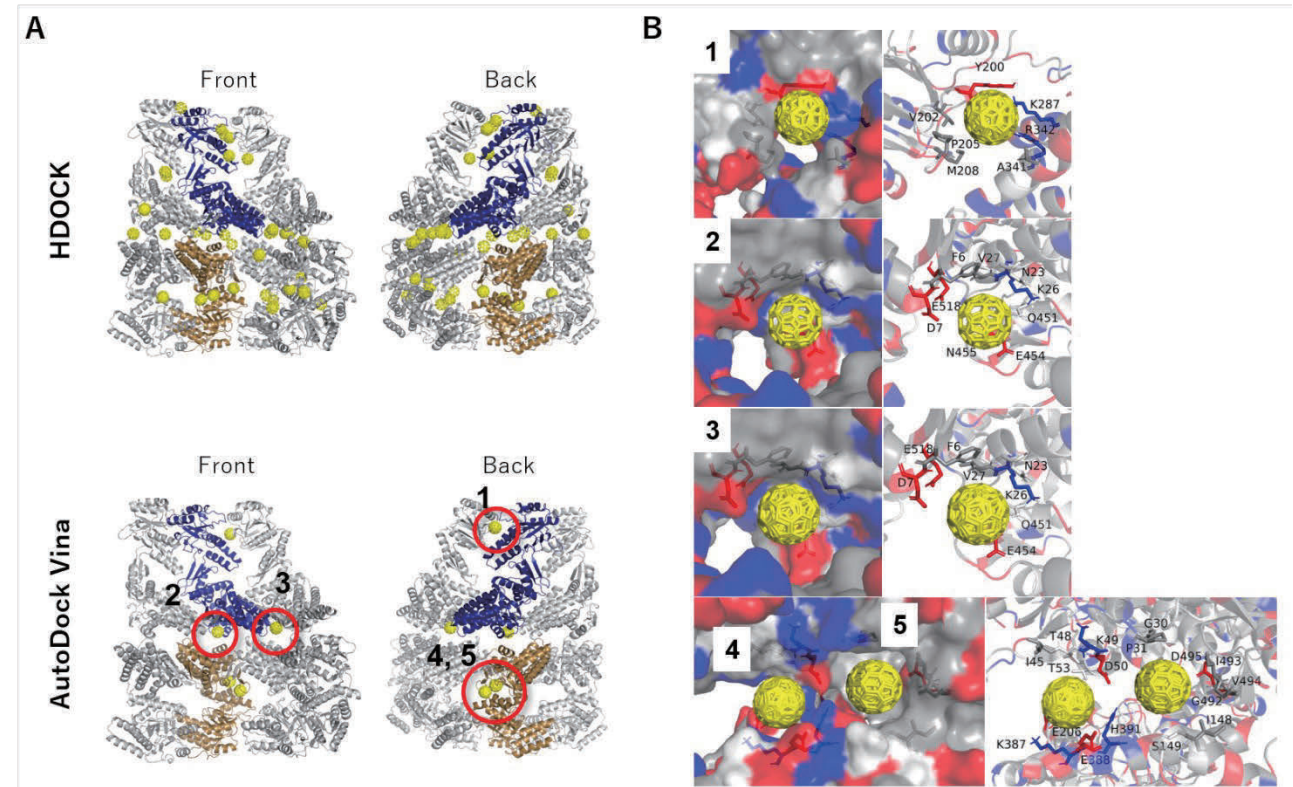 A
Front
Back
HDOCK
Front
Back
AutoDock Vina
1
2
3
4, 5
B
1
Y200
K287
V202
R342
P205
M208
A341
2
F6
V27
N23
K26
E518
Q451
D7
N455
E454
3
E518
F6
N23
D7
V27
K26
Q451
E454
4
5
G30
T48
K49
P31
I45
D50
D495
I493
T53
V494
G492
E206
H391
I148
K387
S149
E388